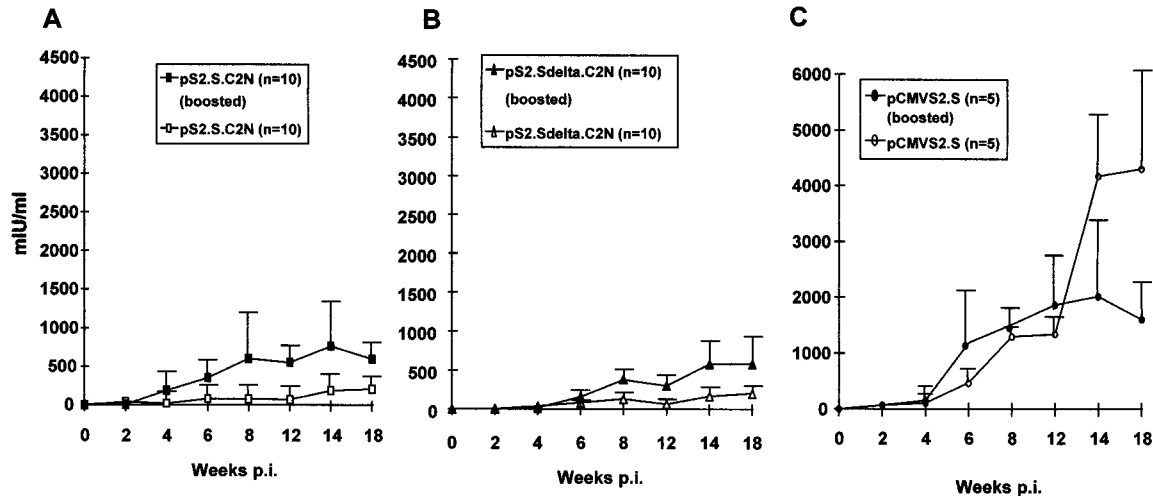 A
4500
4000
3500
3000
2500
2000
1500
1000
500
0
mIU/ml
pS2.S.C2N (n=10)
(boosted)
pS2.S.C2N (n=10)
0 2 4 6 8 12 14 18
Weeks p.i.
B
4500
4000
3500
3000
2500
2000
1500
1000
500
0
pS2.Sdelta.C2N (n=10)
(boosted)
pS2.Sdelta.C2N (n=10)
0 2 4 6 8 12 14 18
Weeks p.i.
C
6000
5000
4000
3000
2000
1000
0
pCMVS2.S (n=5)
(boosted)
pCMVS2.S (n=5)
0 2 4 6 8 12 14 18
Weeks p.i.